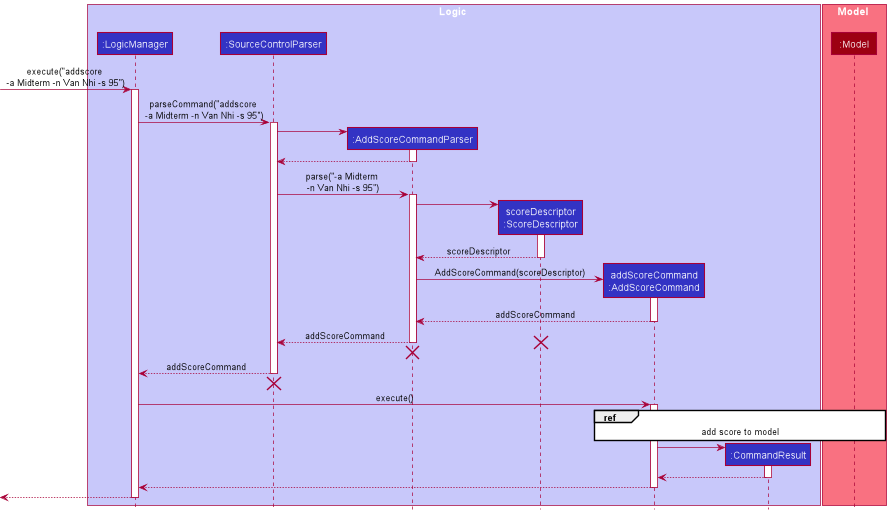 Logic
Model
:LogicManager
:SourceControlParser
:Model
execute("addscore
-a Midterm -n Van Nhi -s 95")
parseCommand("addscore
-a Midterm -n Van Nhi -s 95")
:AddScoreCommandParser
parse("-a Midterm
-n Van Nhi -s 95")
scoreDescriptor
:ScoreDescriptor
scoreDescriptor
AddScoreCommand(scoreDescriptor)
addScoreCommand
:AddScoreCommand
addScoreCommand
addScoreCommand
addScoreCommand
execute()
ref
add score to model
:CommandResult